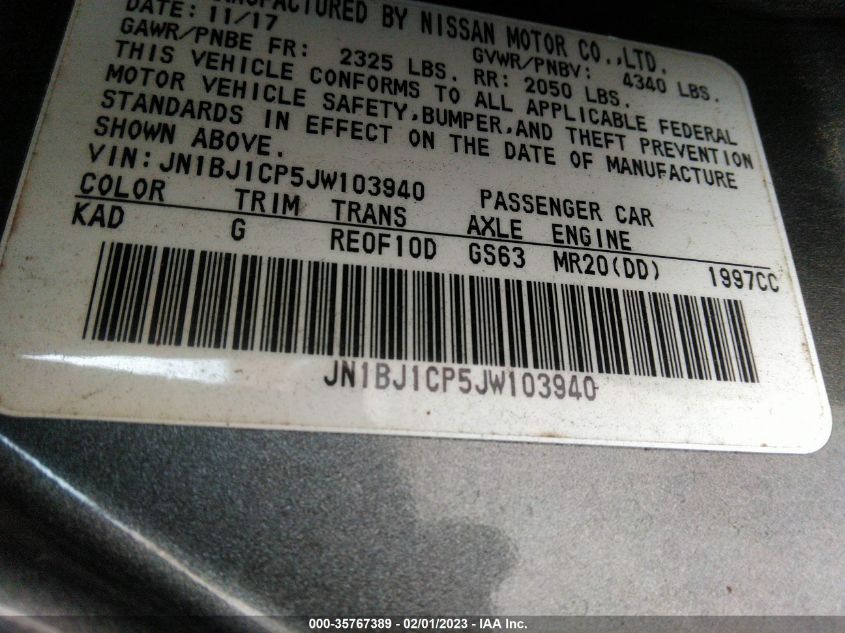 MANUFACTURED BY NISSAN MOTOR CO.,LTD.
DATE: 11/17 GVWR/PNBV: 4340 LBS.
GAWR/PNBE FR: 2325 LBS. RR: 2050 LBS.
THIS VEHICLE CONFORMS TO ALL APPLICABLE FEDERAL
MOTOR VEHICLE SAFETY,BUMPER,AND THEFT PREVENTION
STANDARDS IN EFFECT ON THE DATE OF MANUFACTURE
SHOWN ABOVE.
VIN:JN1BJ1CP5JW103940 PASSENGER CAR
COLOR TRIM TRANS AXLE ENGINE
KAD G RE0F10D GS63 MR20(DD) 1997CC
JN1BJ1CP5JW103940
000-35767389 - 02/01/2023 - IAA Inc.